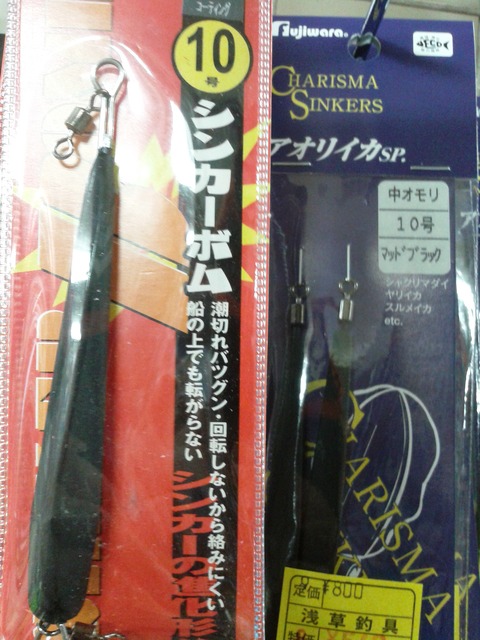 コーティング
10
号
シンカーボム
潮切れバツグン・回転しないから絡みにくい
船の上でも転がらない
シンカーの進化形
Fujiwara
CHARISMA
SINKERS
アオリイカSP.
中オモリ
10号
マットブラック
シャクリマダイ
ヤリイカ
スルメイカ
etc.
CHARISMA
定価 ¥800
浅草釣具